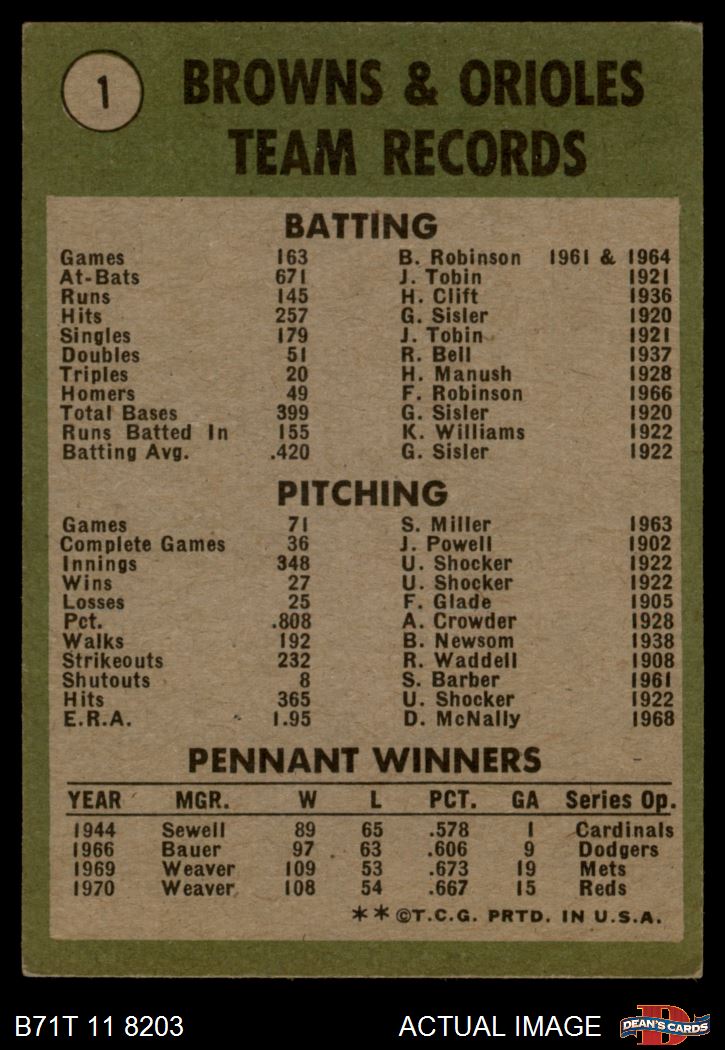 1
BROWNS & ORIOLES
TEAM RECORDS
BATTING
Games 163 B. Robinson 1961 & 1964
At-Bats 671 J. Tobin 1921
Runs 145 H. Clift 1936
Hits 257 G. Sisler 1920
Singles 179 J. Tobin 1921
Doubles 51 R. Bell 1937
Triples 20 H. Manush 1928
Homers 49 F. Robinson 1966
Total Bases 399 G. Sisler 1920
Runs Batted In 155 K. Williams 1922
Batting Avg. .420 G. Sisler 1922
PITCHING
Games 71 S. Miller 1963
Complete Games 36 J. Powell 1902
Innings 348 U. Shocker 1922
Wins 27 U. Shocker 1922
Losses 25 F. Glade 1905
Pct. .808 A. Crowder 1928
Walks 192 B. Newsom 1938
Strikeouts 232 R. Waddell 1908
Shutouts 8 S. Barber 1961
Hits 365 U. Shocker 1922
E.R.A. 1.95 D. McNally 1968
PENNANT WINNERS
YEAR MGR. W L PCT. GA Series Op.
1944 Sewell 89 65 .578 1 Cardinals
1966 Bauer 97 63 .606 9 Dodgers
1969 Weaver 109 53 .673 19 Mets
1970 Weaver 108 54 .667 15 Reds
**©T.C.G. PRTD. IN U.S.A.
B71T 11 8203 ACTUAL IMAGE D DEAN'S CARDS